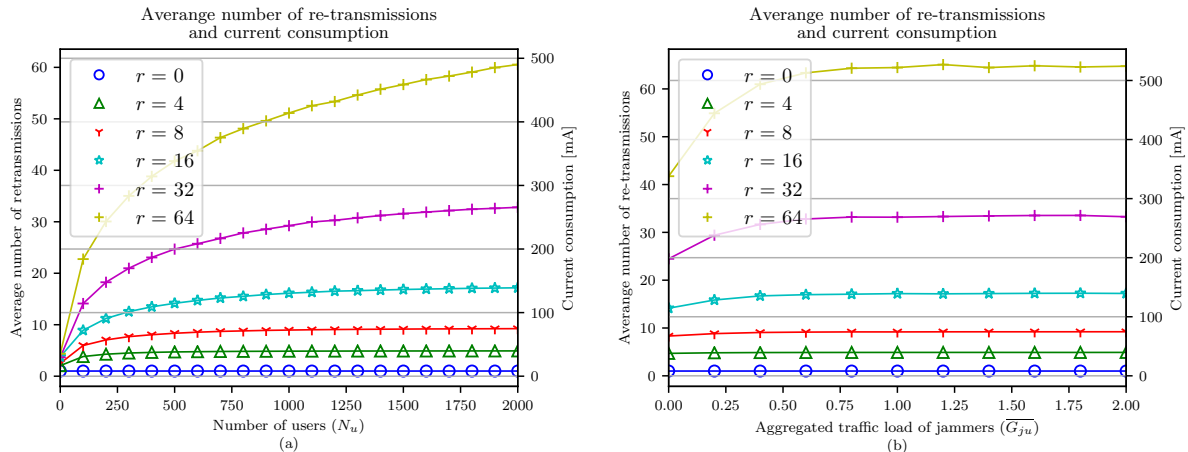 Averange number of re-transmissions
and current consumption
Average number of retransmissions
60
50
40
30
20
10
0
r = 0
r = 4
r = 8
r = 16
r = 32
r = 64
500
400
300
200
100
0
Current consumption [mA]
0 250 500 750 1000 1250 1500 1750 2000
Number of users (N_u)
(a)
Averange number of re-transmissions
and current consumption
Averange number of re-transmissions
60
50
40
30
20
10
0
r = 0
r = 4
r = 8
r = 16
r = 32
r = 64
500
400
300
200
100
0
Current consumption [mA]
0.00 0.25 0.50 0.75 1.00 1.25 1.50 1.75 2.00
Aggregated traffic load of jammers (\overline{G_{ju}})
(b)